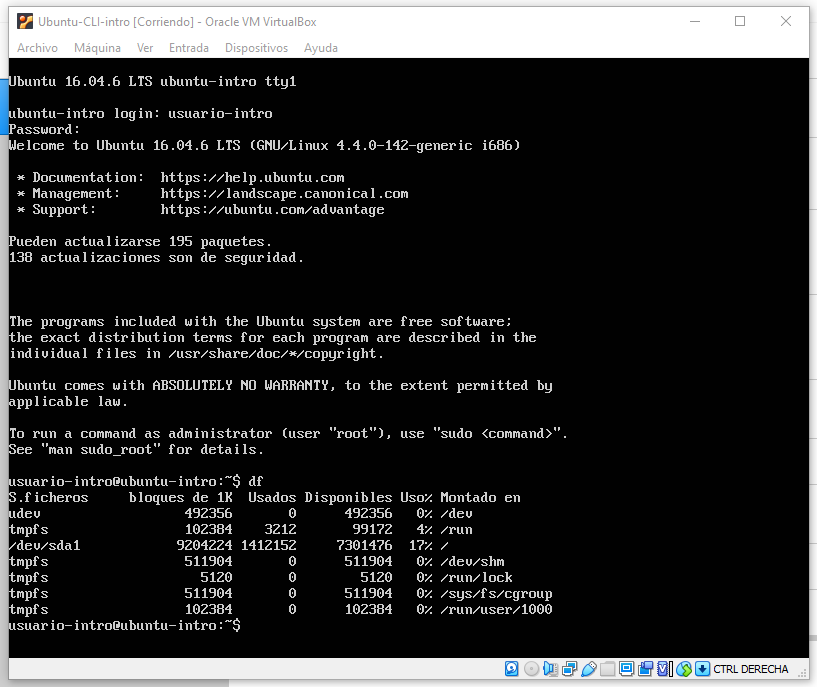 Ubuntu-CLI-intro [Corriendo] - Oracle VM VirtualBox
Archivo Máquina Ver Entrada Dispositivos Ayuda
Ubuntu 16.04.6 LTS ubuntu-intro tty1
ubuntu-intro login: usuario-intro
Password:
Welcome to Ubuntu 16.04.6 LTS (GNU/Linux 4.4.0-142-generic i686)
* Documentation:  https://help.ubuntu.com
* Management:     https://landscape.canonical.com
* Support:        https://ubuntu.com/advantage
Pueden actualizarse 195 paquetes.
138 actualizaciones son de seguridad.
The programs included with the Ubuntu system are free software;
the exact distribution terms for each program are described in the
individual files in /usr/share/doc/*/copyright.
Ubuntu comes with ABSOLUTELY NO WARRANTY, to the extent permitted by
applicable law.
To run a command as administrator (user "root"), use "sudo <command>".
See "man sudo_root" for details.
usuario-intro@ubuntu-intro:~$ df
S.ficheros     bloques de 1K  Usados Disponibles Uso% Montado en
udev                  492356       0      492356   0% /dev
tmpfs                 102384    3212       99172   4% /run
/dev/sda1            9204224 1412152     7301476  17% /
tmpfs                 511904       0      511904   0% /dev/shm
tmpfs                   5120       0        5120   0% /run/lock
tmpfs                 511904       0      511904   0% /sys/fs/cgroup
tmpfs                 102384       0      102384   0% /run/user/1000
usuario-intro@ubuntu-intro:~$
CTRL DERECHA